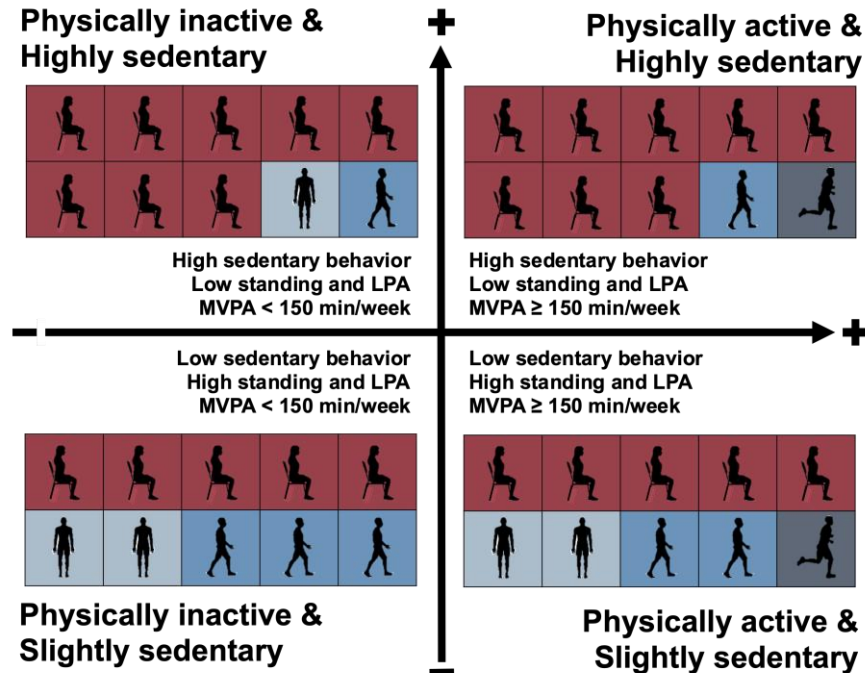 Physically inactive &
Highly sedentary
Physically active &
Highly sedentary
High sedentary behavior
Low standing and LPA
MVPA < 150 min/week
High sedentary behavior
Low standing and LPA
MVPA ≥ 150 min/week
Low sedentary behavior
High standing and LPA
MVPA < 150 min/week
Low sedentary behavior
High standing and LPA
MVPA ≥ 150 min/week
Physically inactive &
Slightly sedentary
Physically active &
Slightly sedentary